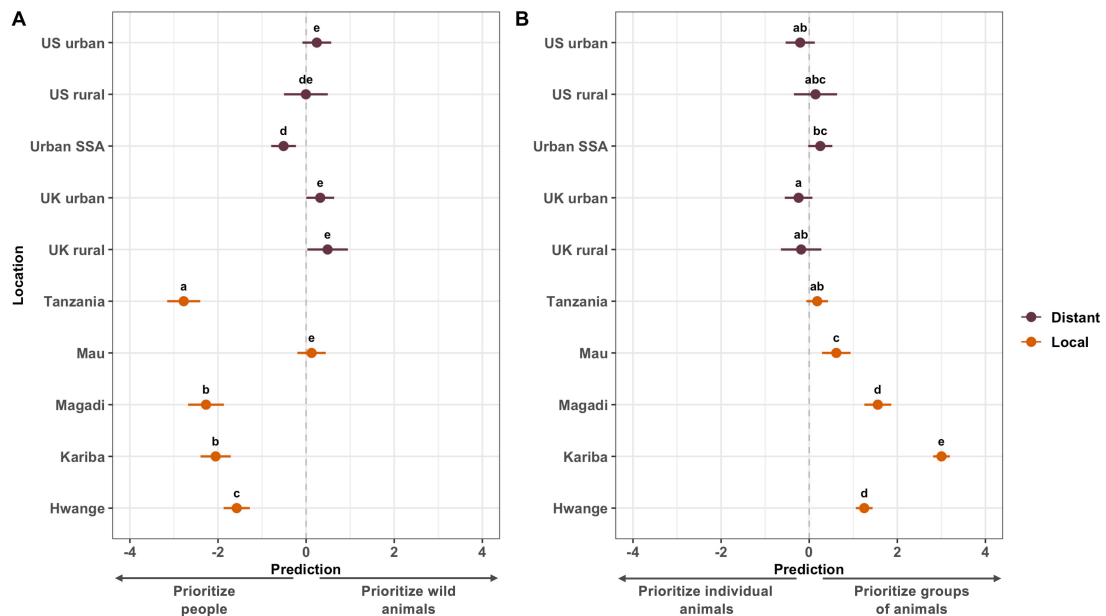 A
US urban
e
US rural
de
Urban SSA
d
UK urban
e
UK rural
e
Tanzania
a
Mau
e
Magadi
b
Kariba
b
Hwange
c
Location
-4 -2 0 2 4
Prediction
Prioritize people
Prioritize wild animals
B
US urban
ab
US rural
abc
Urban SSA
bc
UK urban
a
UK rural
ab
Tanzania
ab
Mau
c
Magadi
d
Kariba
e
Hwange
d
-4 -2 0 2 4
Prediction
Prioritize individual animals
Prioritize groups of animals
Distant
Local